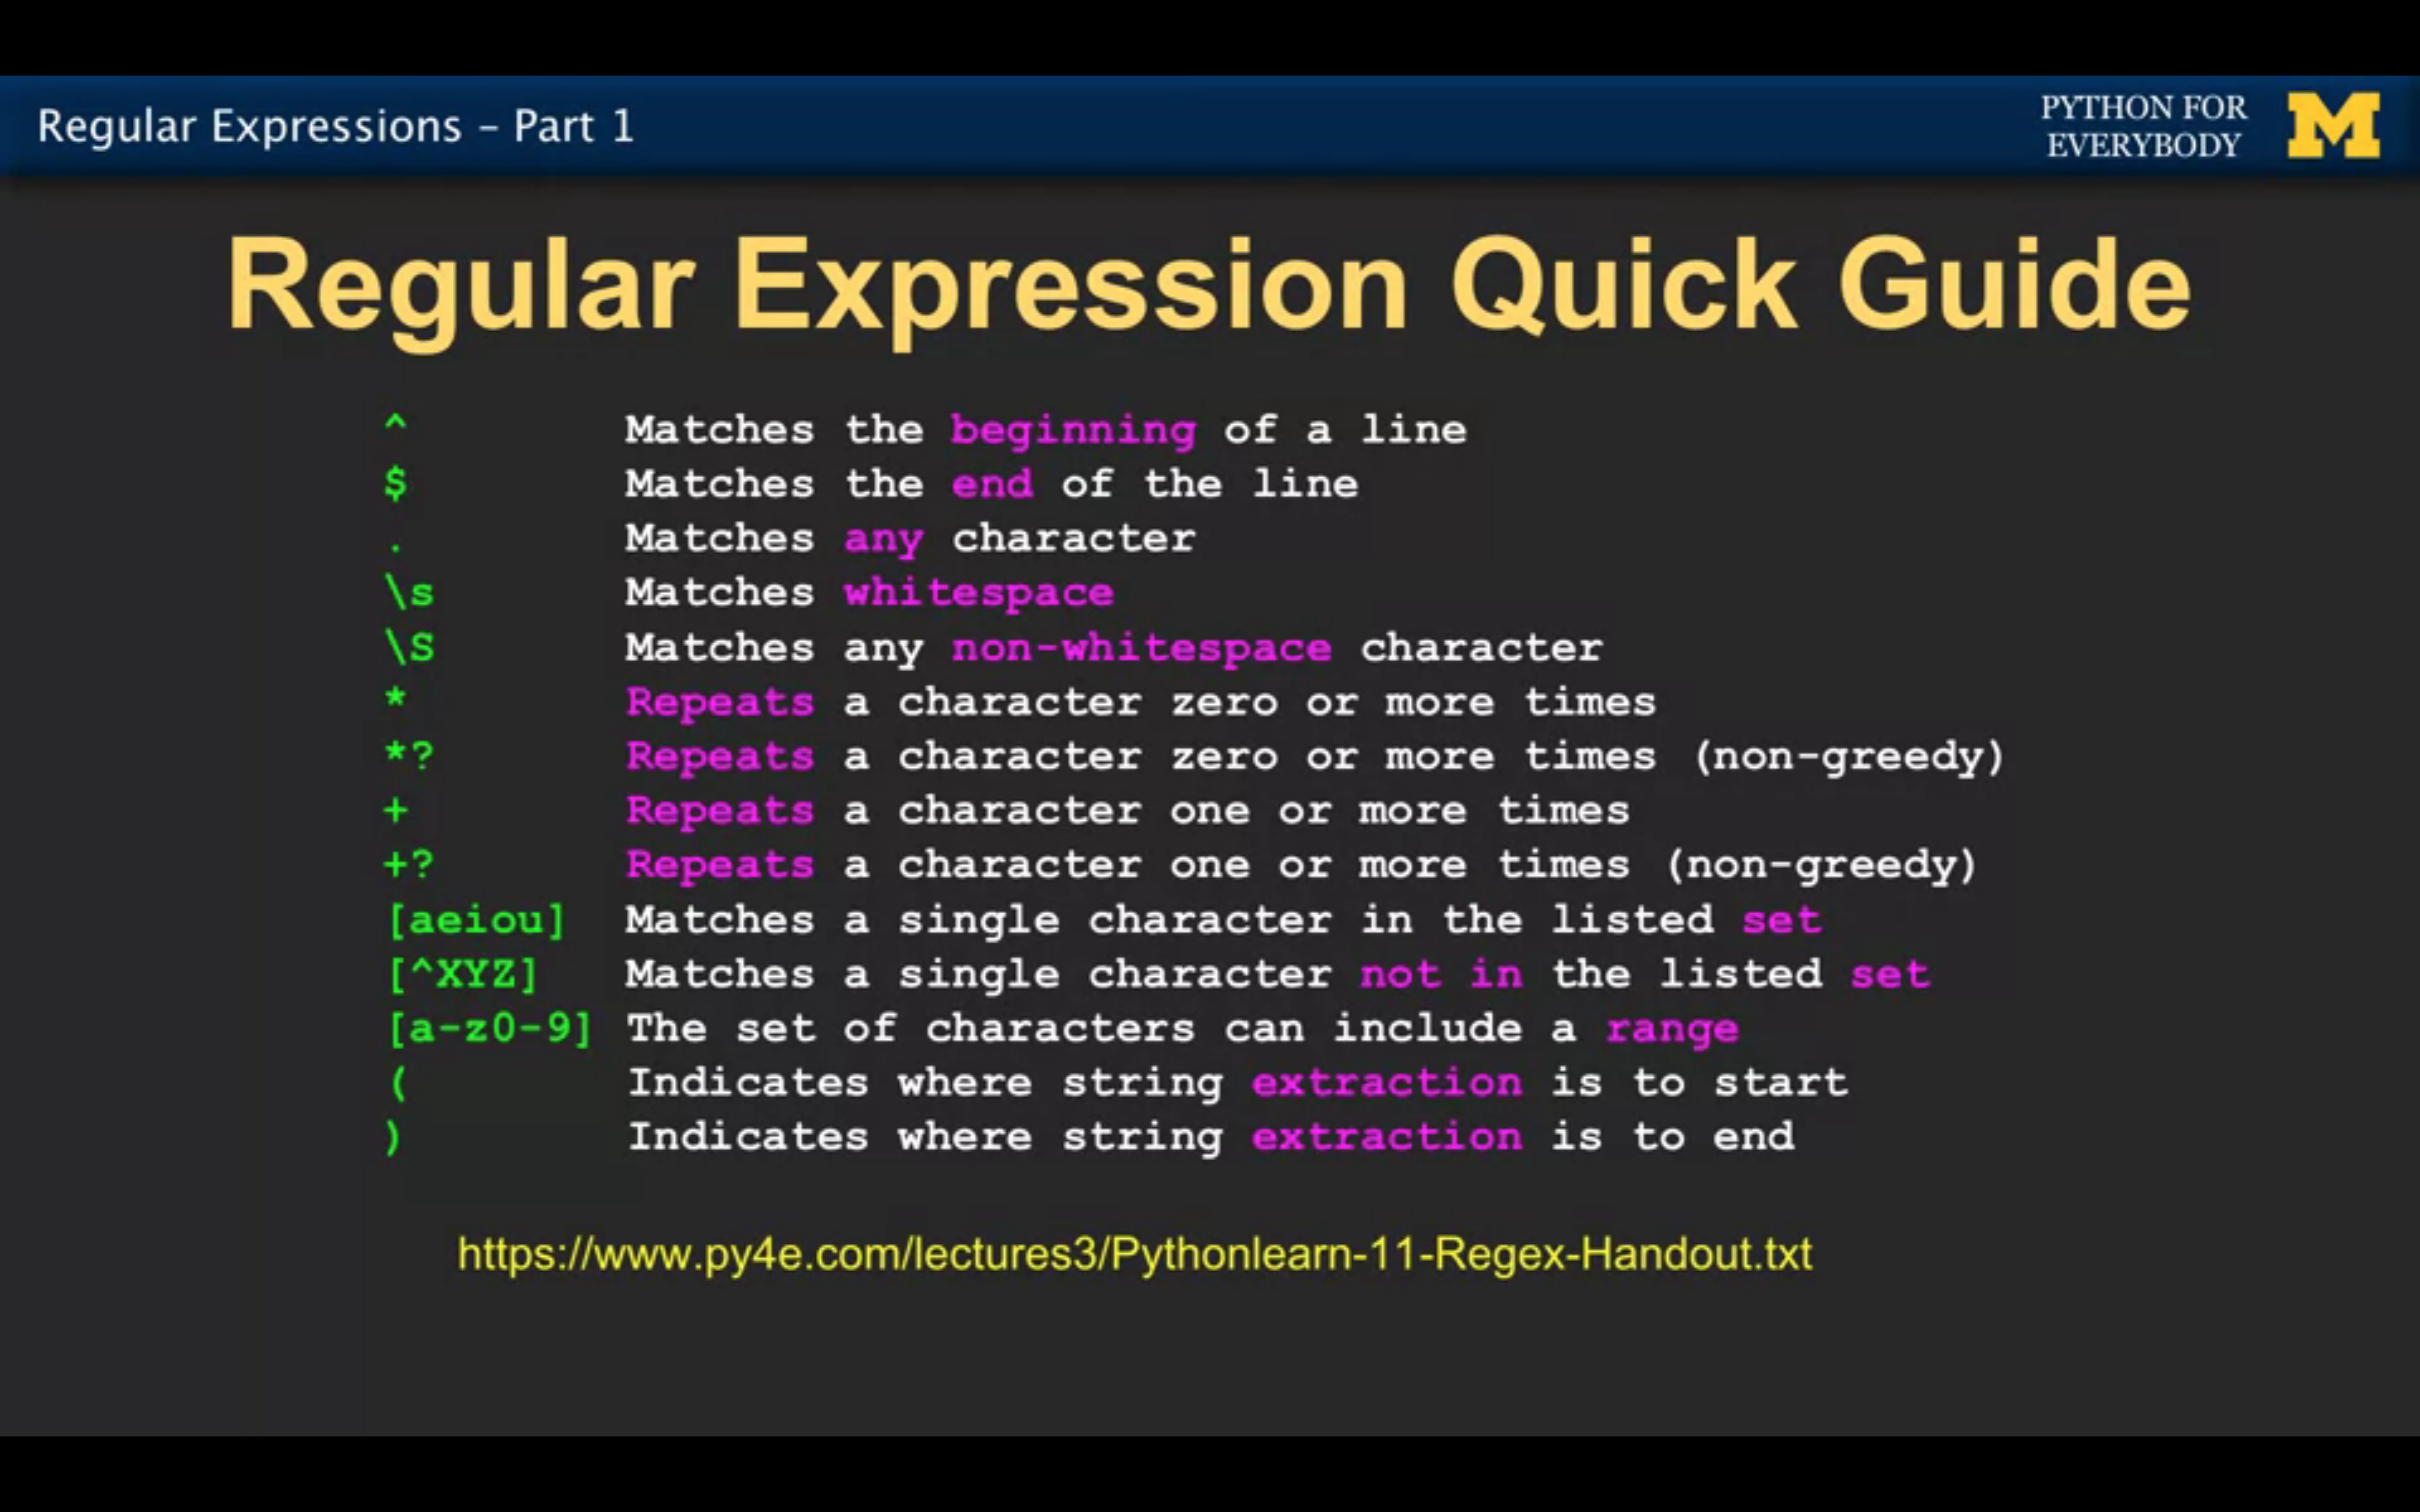 Regular Expressions – Part 1
PYTHON FOR
EVERYBODY
M
Regular Expression Quick Guide
^ Matches the beginning of a line
$ Matches the end of the line
. Matches any character
\s Matches whitespace
\S Matches any non-whitespace character
* Repeats a character zero or more times
*? Repeats a character zero or more times (non-greedy)
+ Repeats a character one or more times
+? Repeats a character one or more times (non-greedy)
[aeiou] Matches a single character in the listed set
[^XYZ] Matches a single character not in the listed set
[a-z0-9] The set of characters can include a range
( Indicates where string extraction is to start
) Indicates where string extraction is to end
https://www.py4e.com/lectures3/Pythonlearn-11-Regex-Handout.txt